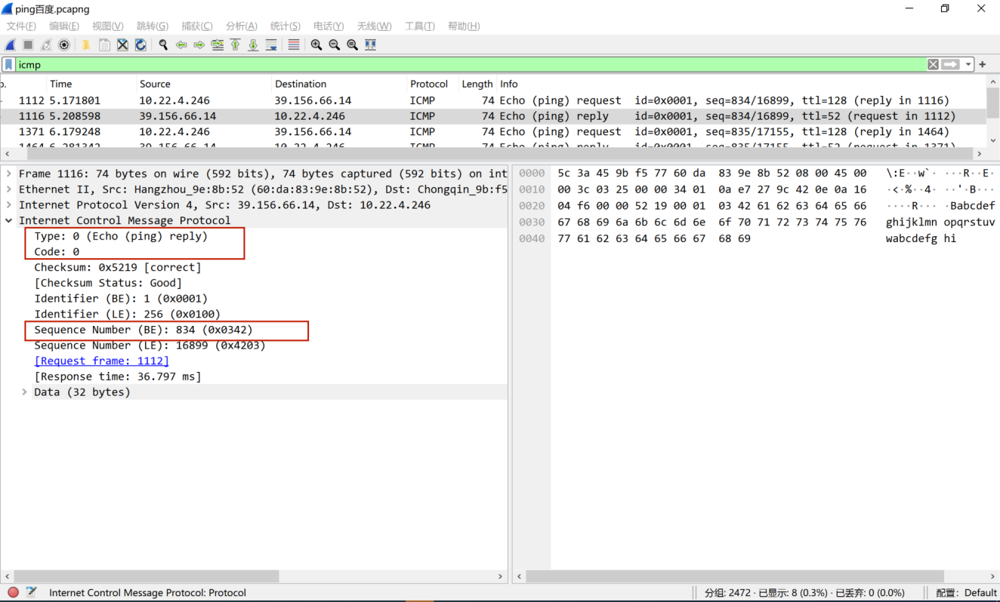 ping百度.pcapng
文件(F) 编辑(E) 视图(V) 跳转(G) 捕获(C) 分析(A) 统计(S) 电话(Y) 无线(W) 工具(T) 帮助(H)
icmp
Time Source Destination Protocol Length Info
1112 5.171801 10.22.4.246 39.156.66.14 ICMP 74 Echo (ping) request id=0x0001, seq=834/16899, ttl=128 (reply in 1116)
1116 5.208598 39.156.66.14 10.22.4.246 ICMP 74 Echo (ping) reply id=0x0001, seq=834/16899, ttl=52 (request in 1112)
1371 6.179248 10.22.4.246 39.156.66.14 ICMP 74 Echo (ping) request id=0x0001, seq=835/17155, ttl=128 (reply in 1464)
1464 6.281342 39.156.66.14 10.22.4.246 ICMP 74 Echo (ping) reply id=0x0001, seq=835/17155, ttl=52 (request in 1371)
Frame 1116: 74 bytes on wire (592 bits), 74 bytes captured (592 bits) on int
Ethernet II, Src: Hangzhou_9e:8b:52 (60:da:83:9e:8b:52), Dst: Chongqin_9b:f5
Internet Protocol Version 4, Src: 39.156.66.14, Dst: 10.22.4.246
Internet Control Message Protocol
Type: 0 (Echo (ping) reply)
Code: 0
Checksum: 0x5219 [correct]
[Checksum Status: Good]
Identifier (BE): 1 (0x0001)
Identifier (LE): 256 (0x0100)
Sequence Number (BE): 834 (0x0342)
Sequence Number (LE): 16899 (0x4203)
[Request frame: 1112]
[Response time: 36.797 ms]
Data (32 bytes)
0000 5c 3a 45 9b f5 77 60 da 83 9e 8b 52 08 00 45 00 \:E··w`· ···R··E·
0010 00 3c 03 25 00 00 34 01 0a e7 27 9c 42 0e 0a 16 ·<·%··4· ··'·B···
0020 04 f6 00 00 52 19 00 01 03 42 61 62 63 64 65 66 ····R··· ·Babcdef
0030 67 68 69 6a 6b 6c 6d 6e 6f 70 71 72 73 74 75 76 ghijklmn opqrstuv
0040 77 61 62 63 64 65 66 67 68 69 wabcdefg hi
Internet Control Message Protocol: Protocol 分组: 2472 · 已显示: 8 (0.3%) · 已丢弃: 0 (0.0%) 配置: Default